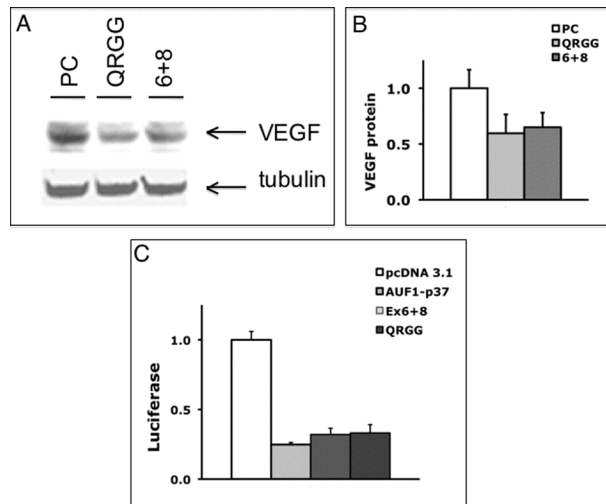 A
PC
QRGG
6+8
VEGF
tubulin
B
PC
QRGG
6+8
VEGF protein
1.0
0.5
0.0
C
pcDNA 3.1
AUF1-p37
Ex6+8
QRGG
Luciferase
1.0
0.5
0.0